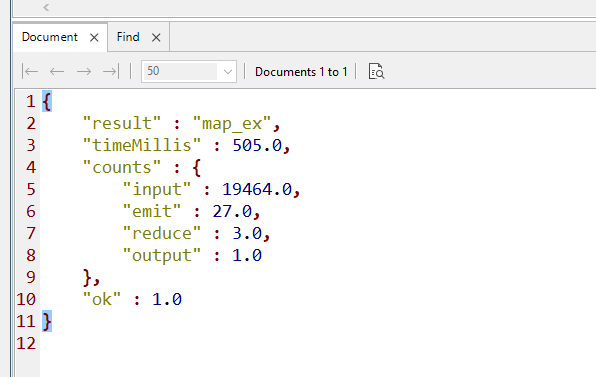 Document Find
50 Documents 1 to 1
1 {
2 "result" : "map_ex",
3 "timeMillis" : 505.0,
4 "counts" : {
5 "input" : 19464.0,
6 "emit" : 27.0,
7 "reduce" : 3.0,
8 "output" : 1.0
9 },
10 "ok" : 1.0
11 }
12